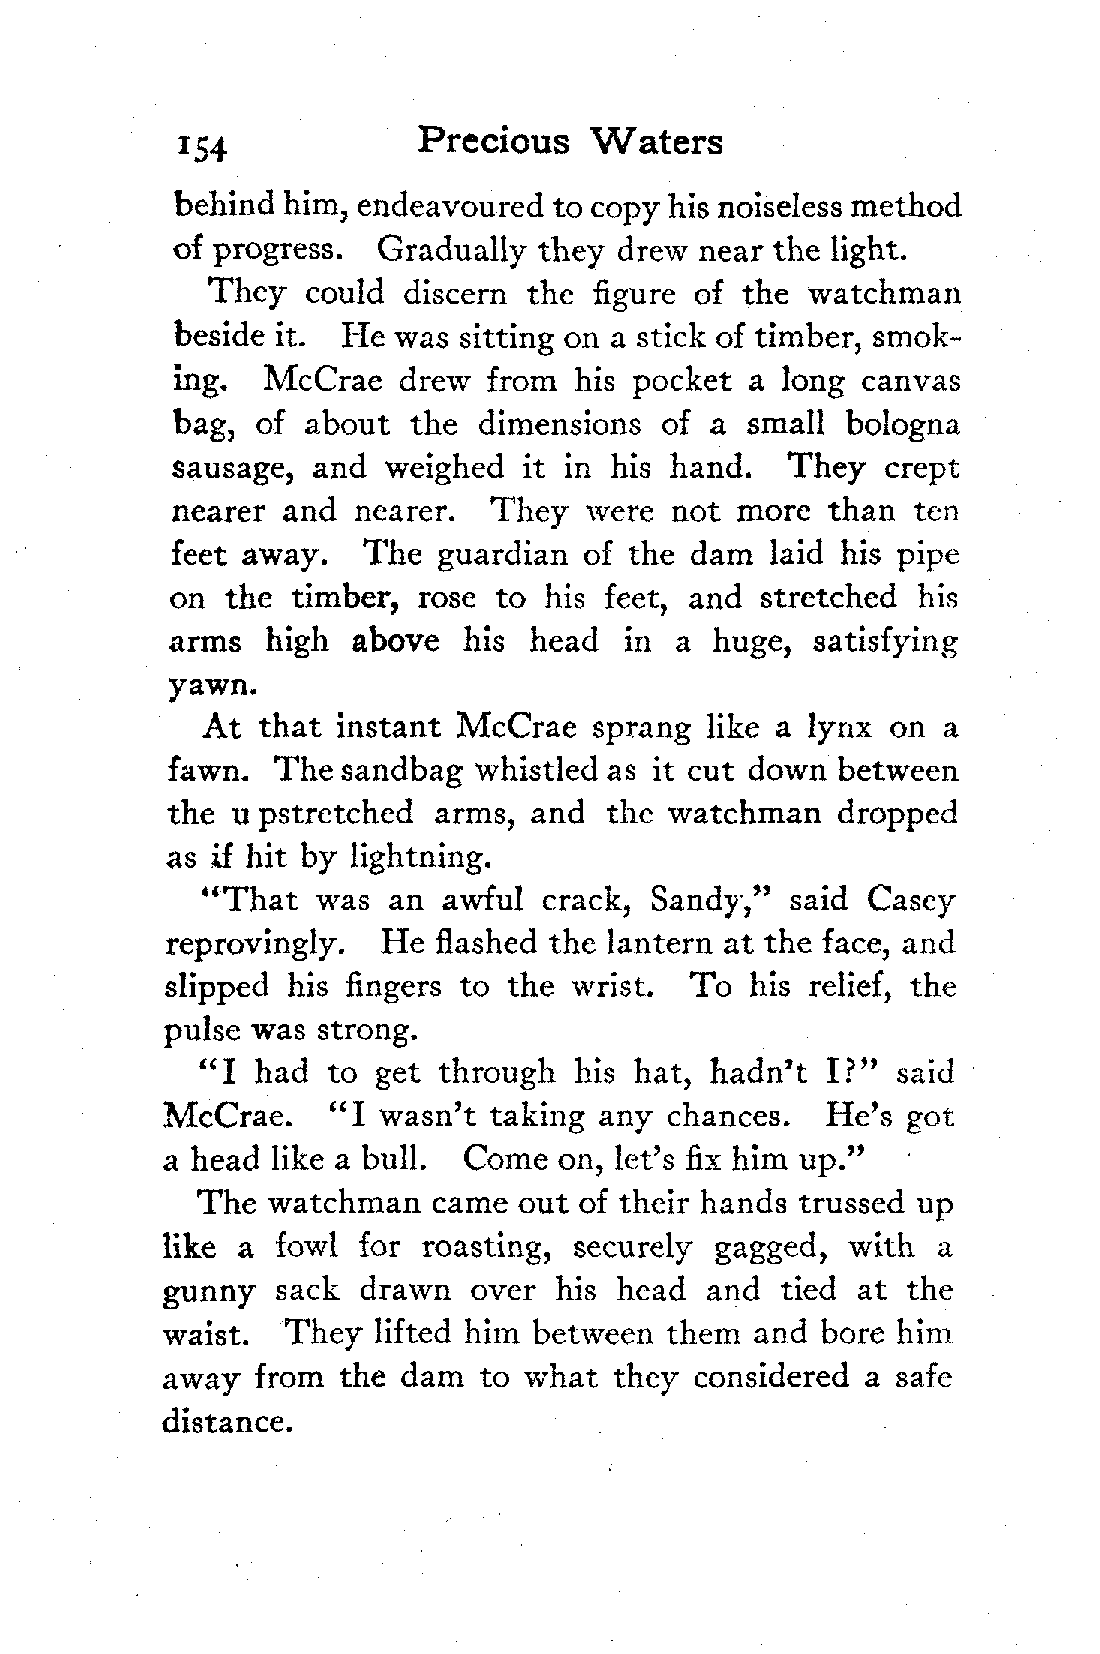 154 Precious Waters
behind him, endeavoured to copy his noiseless method
of progress. Gradually they drew near the light.
They could discern the figure of the watchman
beside it. He was sitting on a stick of timber, smok-
ing. McCrae drew from his pocket a long canvas
bag, of about the dimensions of a small bologna
sausage, and weighed it in his hand. They crept
nearer and nearer. They were not more than ten
feet away. The guardian of the dam laid his pipe
on the timber, rose to his feet, and stretched his
arms high above his head in a huge, satisfying
yawn.
At that instant McCrae sprang like a lynx on a
fawn. The sandbag whistled as it cut down between
the upstretched arms, and the watchman dropped
as if hit by lightning.
“That was an awful crack, Sandy,” said Casey
reprovingly. He flashed the lantern at the face, and
slipped his fingers to the wrist. To his relief, the
pulse was strong.
“I had to get through his hat, hadn’t I?” said
McCrae. “I wasn’t taking any chances. He’s got
a head like a bull. Come on, let’s fix him up.”
The watchman came out of their hands trussed up
like a fowl for roasting, securely gagged, with a
gunny sack drawn over his head and tied at the
waist. They lifted him between them and bore him
away from the dam to what they considered a safe
distance.